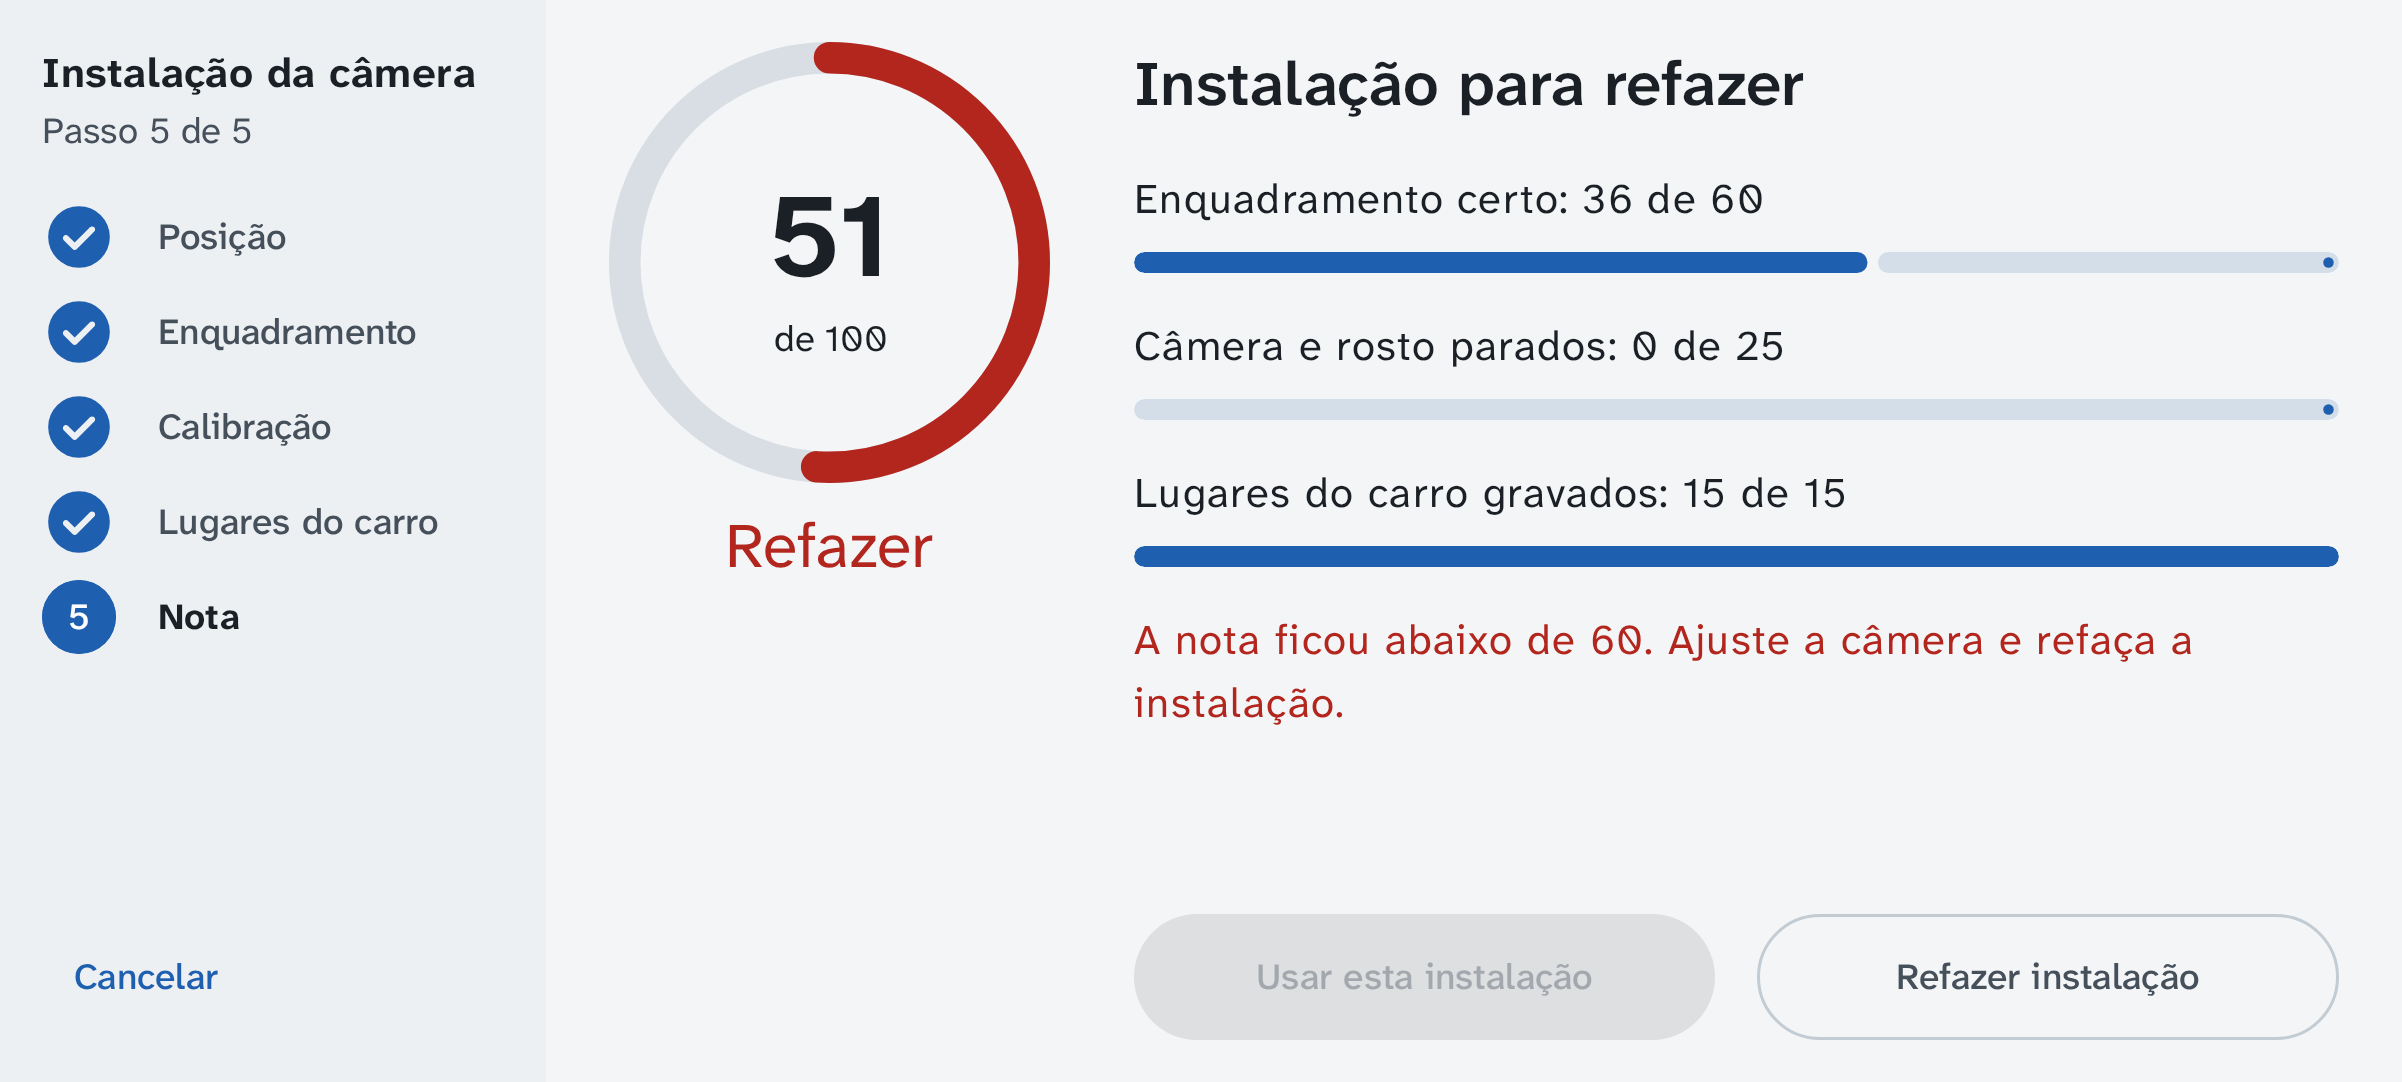 Instalação da câmera
Passo 5 de 5
Posição
Enquadramento
Calibração
Lugares do carro
5 Nota
Cancelar
51
de 100
Refazer
Instalação para refazer
Enquadramento certo: 36 de 60
Câmera e rosto parados: 0 de 25
Lugares do carro gravados: 15 de 15
A nota ficou abaixo de 60. Ajuste a câmera e refaça a
instalação.
Usar esta instalação
Refazer instalação